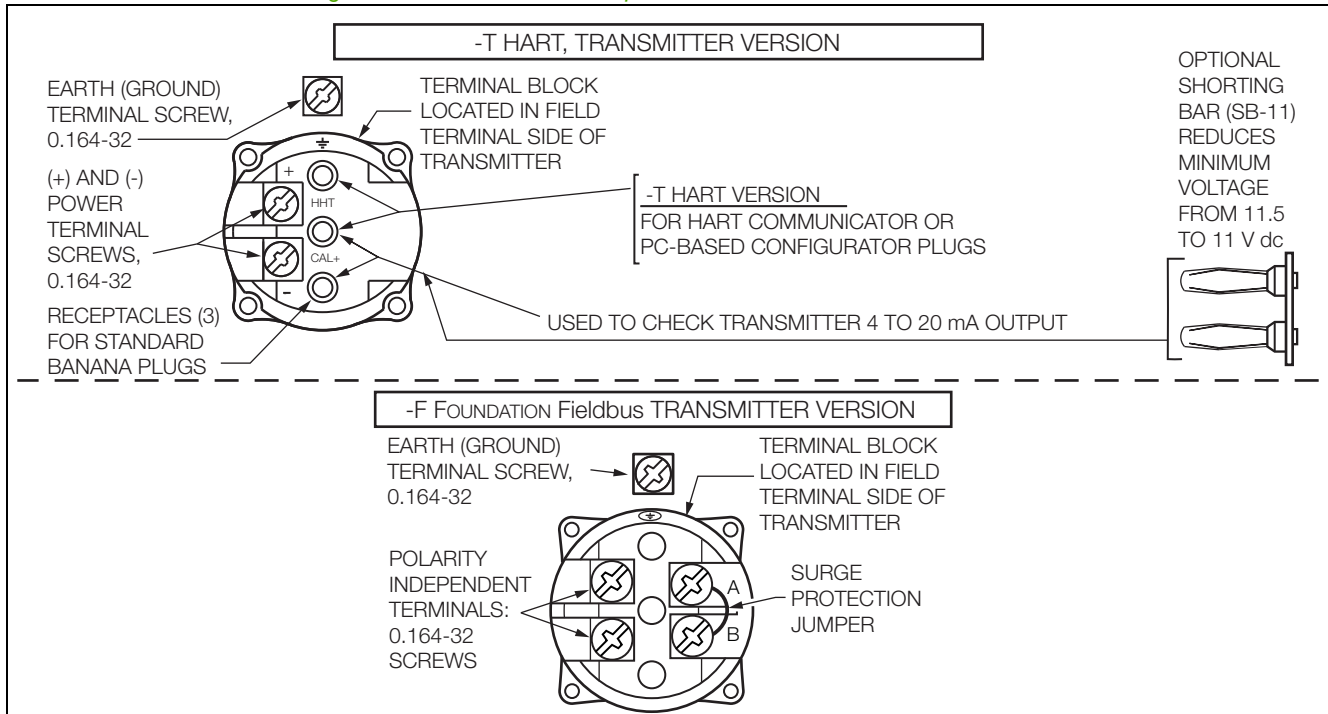 -T HART, TRANSMITTER VERSION
EARTH (GROUND)
TERMINAL SCREW,
0.164-32
TERMINAL BLOCK
LOCATED IN FIELD
TERMINAL SIDE OF
TRANSMITTER
OPTIONAL
SHORTING
BAR (SB-11)
REDUCES
MINIMUM
VOLTAGE
FROM 11.5
TO 11 V dc
(+) AND (-)
POWER
TERMINAL
SCREWS,
0.164-32
+
HHT
CAL+
-
-T HART VERSION
FOR HART COMMUNICATOR OR
PC-BASED CONFIGURATOR PLUGS
RECEPTACLES (3)
FOR STANDARD
BANANA PLUGS
USED TO CHECK TRANSMITTER 4 TO 20 mA OUTPUT
-F FOUNDATION Fieldbus TRANSMITTER VERSION
EARTH (GROUND)
TERMINAL SCREW,
0.164-32
TERMINAL BLOCK
LOCATED IN FIELD
TERMINAL SIDE OF
TRANSMITTER
POLARITY
INDEPENDENT
TERMINALS:
0.164-32
SCREWS
A
B
SURGE
PROTECTION
JUMPER